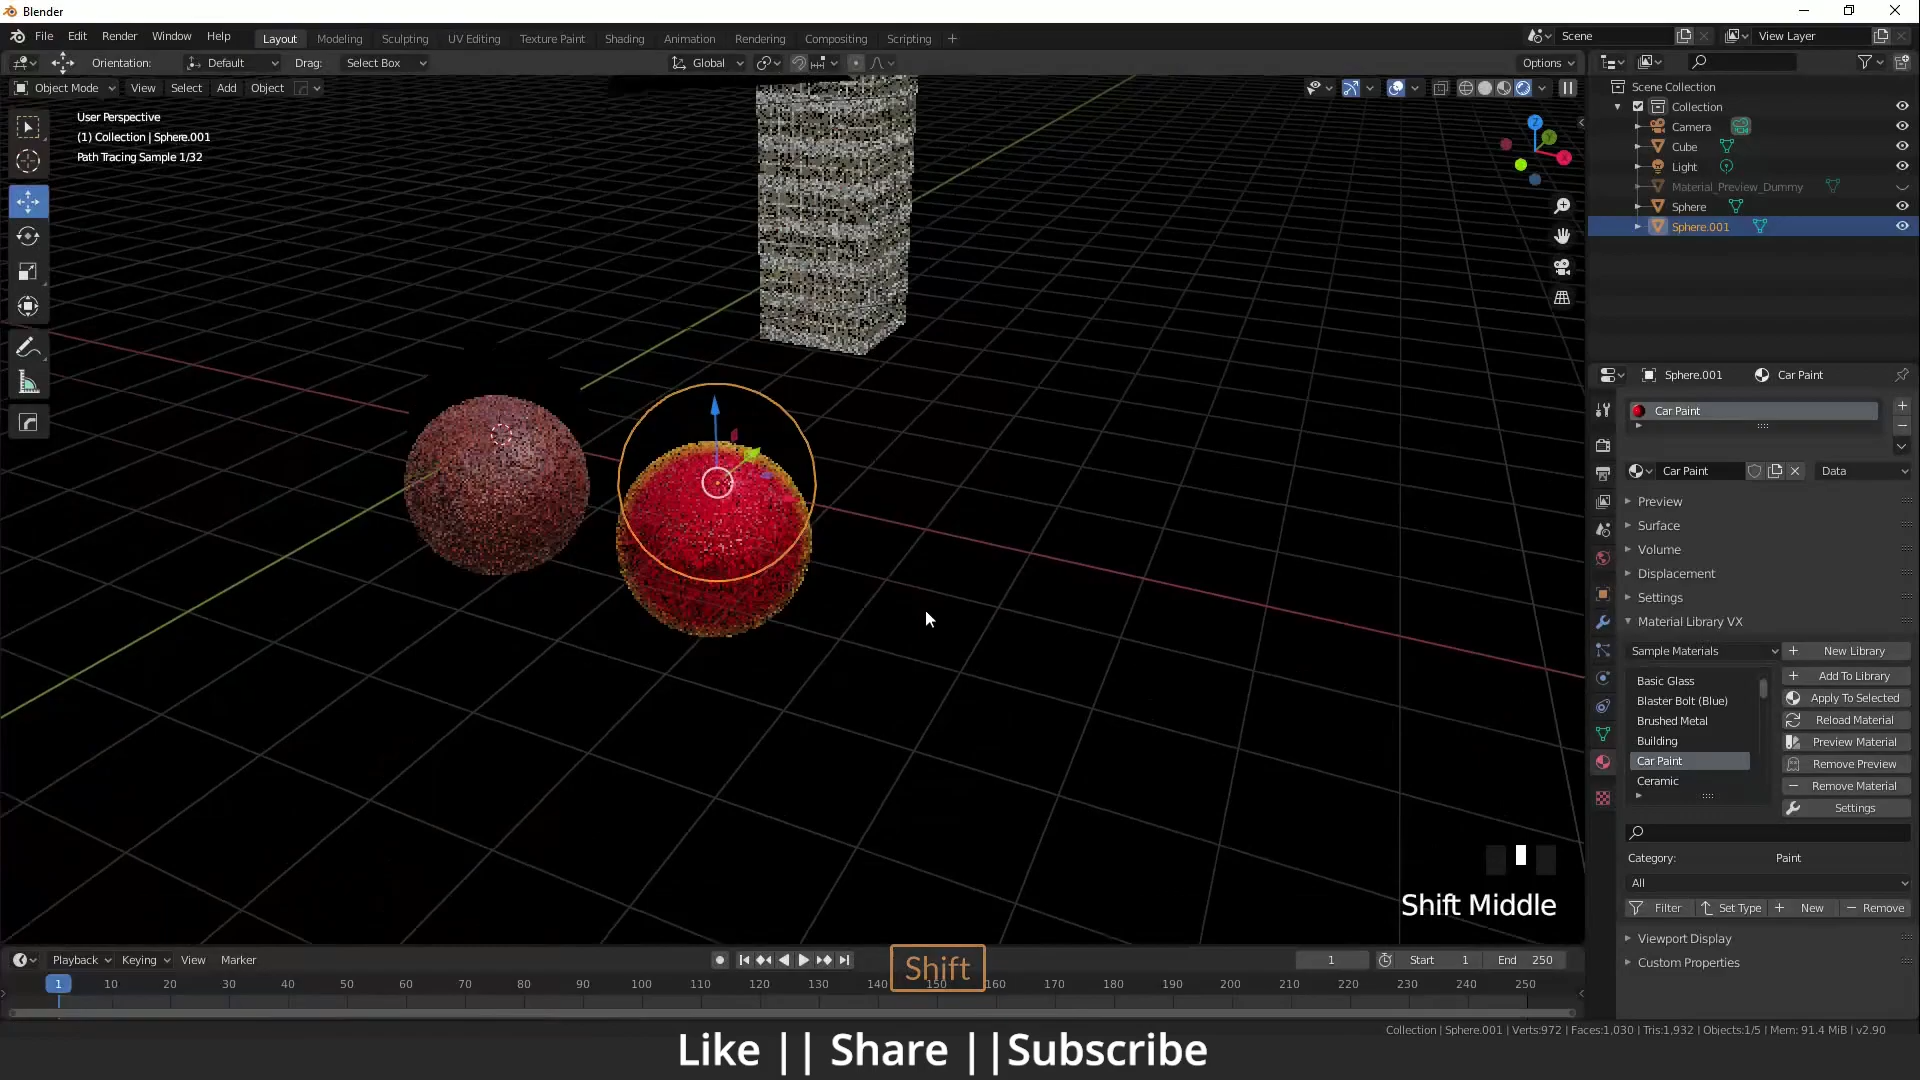 Blender
File Edit Render Window Help
Layout Modeling Sculpting UV Editing Texture Paint Shading Animation Rendering Compositing Scripting +
Scene
View Layer
Orientation: Default Drag: Select Box
Global
Options
Object Mode View Select Add Object
User Perspective
(1) Collection | Sphere.001
Path Tracing Sample 1/32
Z
Y
X
Scene Collection
Collection
Camera
Cube
Light
Material_Preview_Dummy
Sphere
Sphere.001
Sphere.001 Car Paint
Car Paint
Car Paint Data
Preview
Surface
Volume
Displacement
Settings
Material Library VX
Sample Materials
New Library
Basic Glass
Blaster Bolt (Blue)
Brushed Metal
Building
Car Paint
Ceramic
Add To Library
Apply To Selected
Reload Material
Preview Material
Remove Preview
Remove Material
Settings
Category: Paint
All
Filter Set Type New Remove
Viewport Display
Custom Properties
Shift Middle
Playback Keying View Marker
1 Start 1 End 250
Shift
1 10 20 30 40 50 60 70 80 90 100 110 120 130 140 150 160 170 180 190 200 210 220 230 240 250
Collection | Sphere.001 | Verts:972 | Faces:1,030 | Tris:1,932 | Objects:1/5 | Mem: 91.4 MiB | v2.90
Like || Share ||Subscribe